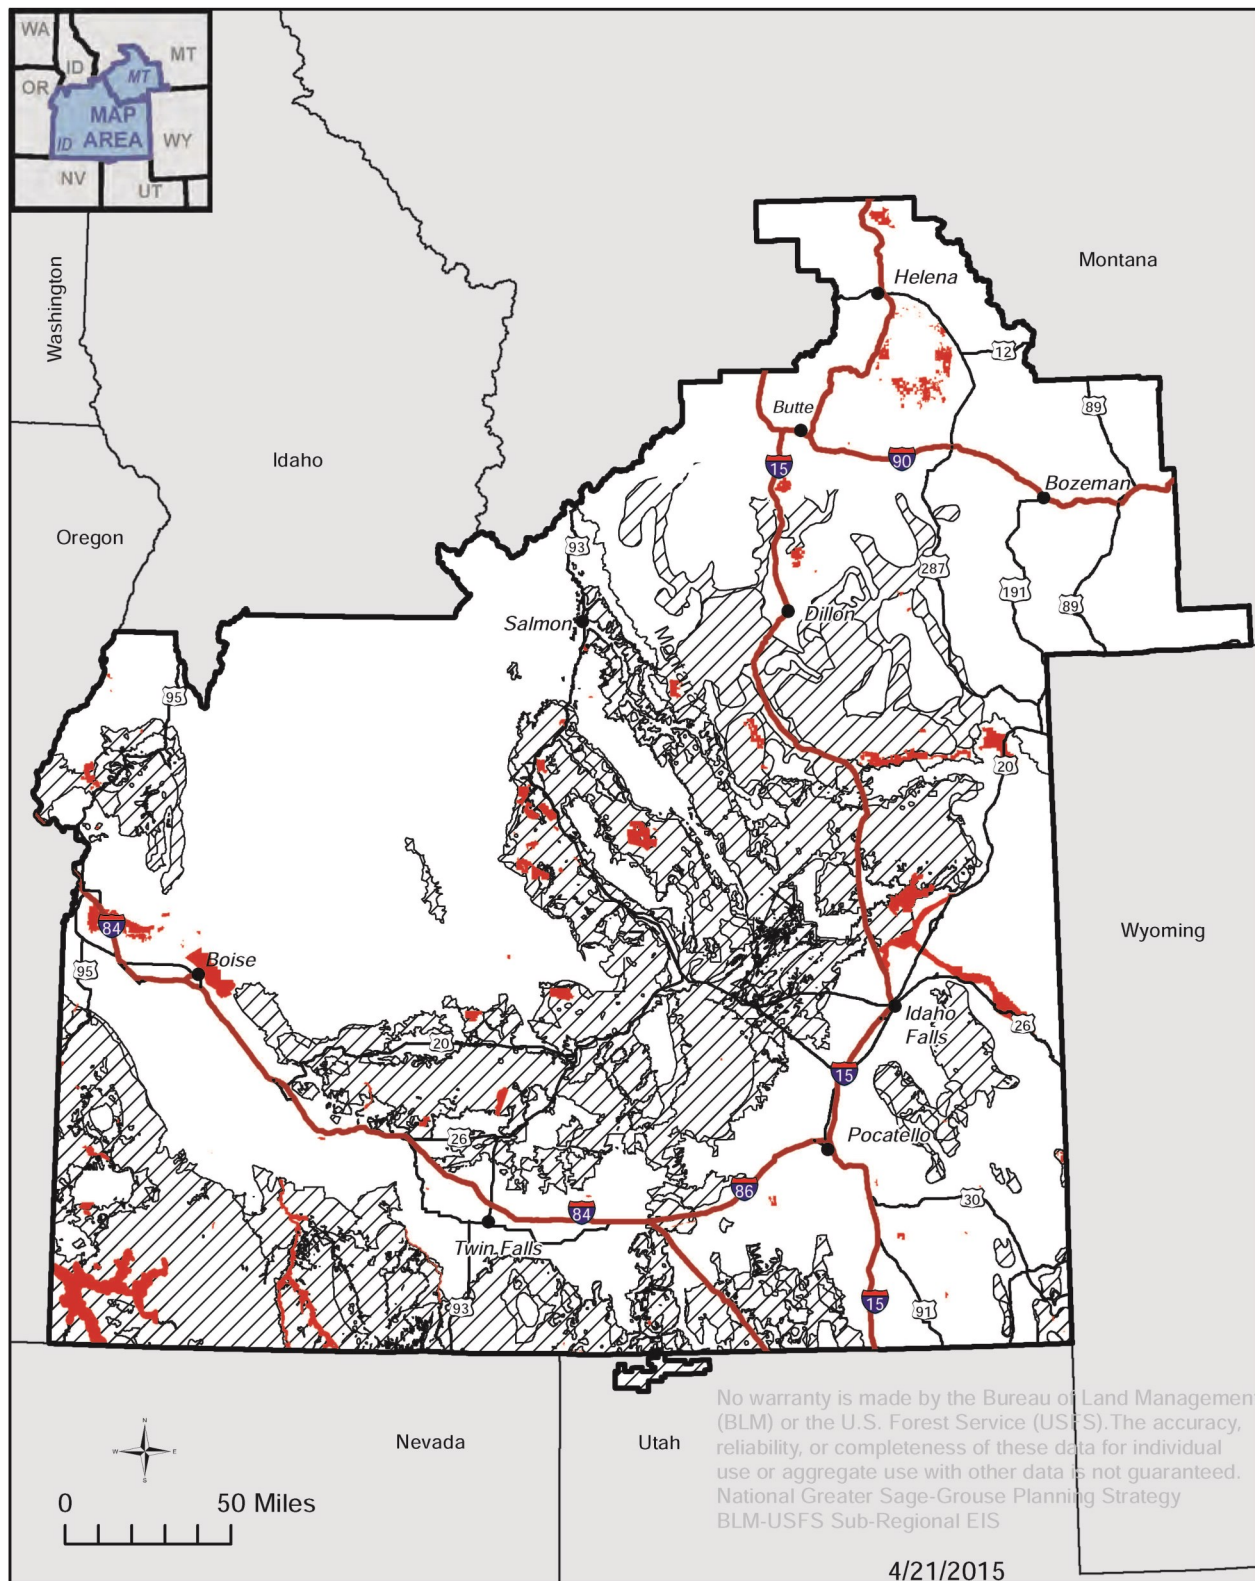 WA
MT
ID
MT
OR
MAP
AREA
ID
WY
NV
UT
Washington
Montana
Helena
12
Butte
89
Idaho
15
90
Bozeman
Oregon
93
287
191
89
Salmon
Dillon
Montana
95
20
84
Wyoming
95
Boise
Idaho
Falls
26
20
15
26
Pocatello
86
30
84
Twin Falls
93
15
91
No warranty is made by the Bureau of Land Managemen
(BLM) or the U.S. Forest Service (USFS).The accuracy,
reliability, or completeness of these data for individual
use or aggregate use with other data is not guaranteed.
National Greater Sage-Grouse Planning Strategy
BLM-USFS Sub-Regional EIS
Nevada
Utah
N
W
E
S
0
50 Miles
4/21/2015